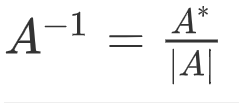 $A^{-1} = \frac{A^*}{|A|}$